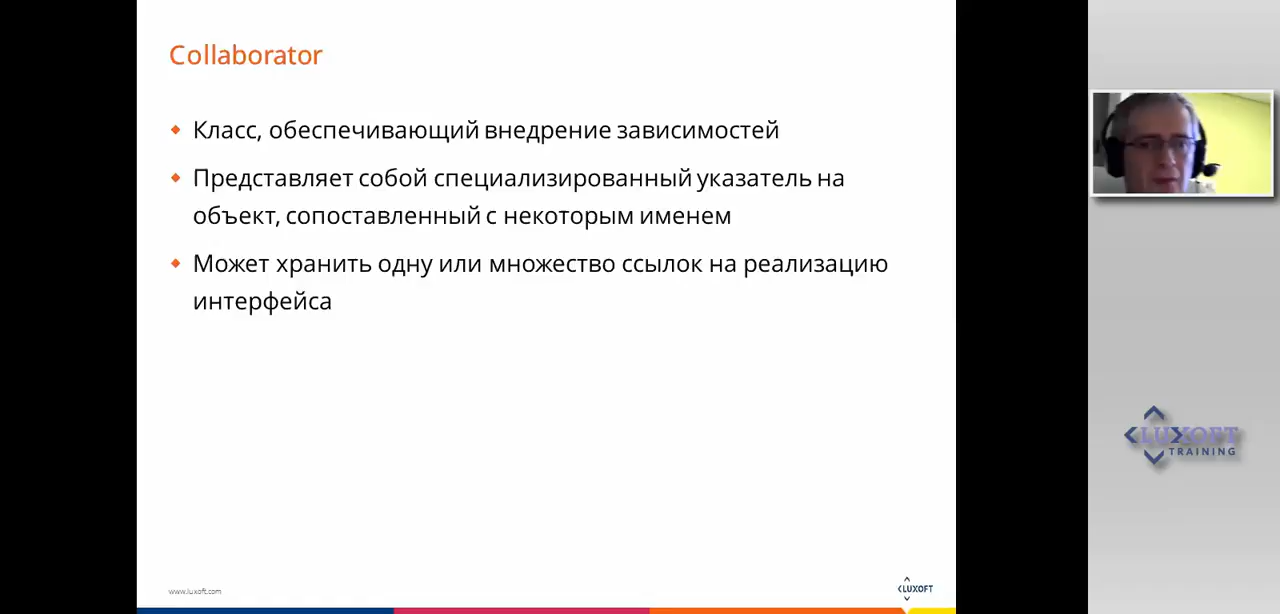 Collaborator
Класс, обеспечивающий внедрение зависимостей
Представляет собой специализированный указатель на
объект, сопоставленный с некоторым именем
Может хранить одну или множество ссылок на реализацию
интерфейса
www.luxoft.com
LUXOFT
LUXOFT
TRAINING